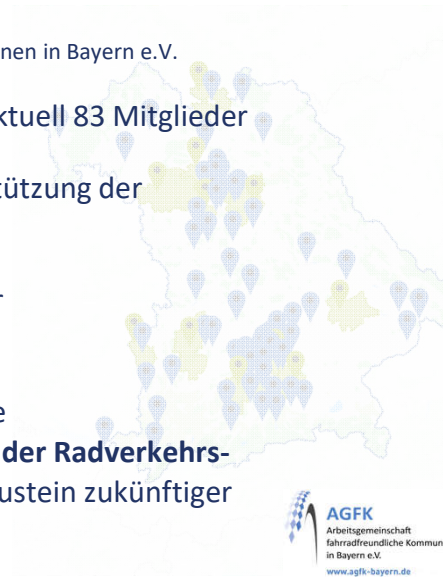 nen in Bayern e.V.
ktuell 83 Mitglieder
tützung der
e
der Radverkehrs-
ustein zukünftiger
AGFK
Arbeitsgemeinschaft
fahrradfreundliche Kommun
in Bayern e.V.
www.agfk-bayern.de